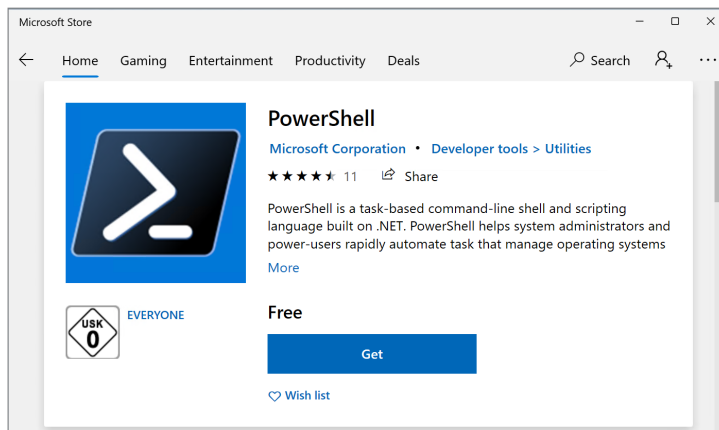 Microsoft Store
Home Gaming Entertainment Productivity Deals Search
PowerShell
Microsoft Corporation • Developer tools > Utilities
11 Share
PowerShell is a task-based command-line shell and scripting
language built on .NET. PowerShell helps system administrators and
power-users rapidly automate task that manage operating systems
More
USK
0
EVERYONE
Free
Get
Wish list